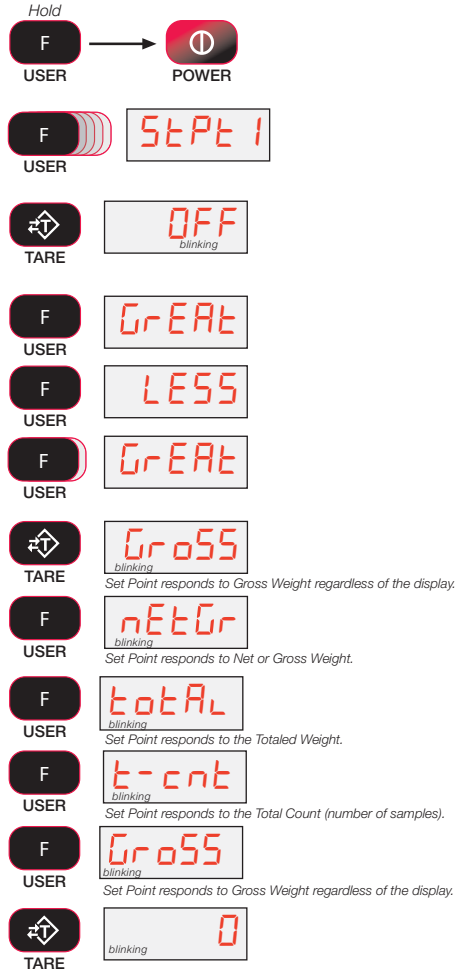 Hold
F
USER
POWER
F
USER
StPt 1
T
TARE
OFF
blinking
F
USER
GrEAt
F
USER
LESS
F
USER
GrEAt
T
TARE
GroSS
blinking
Set Point responds to Gross Weight regardless of the display.
F
USER
nEtGr
blinking
Set Point responds to Net or Gross Weight.
F
USER
totAL
blinking
Set Point responds to the Totaled Weight.
F
USER
t-cnt
blinking
Set Point responds to the Total Count (number of samples).
F
USER
GroSS
blinking
Set Point responds to Gross Weight regardless of the display.
T
TARE
0
blinking